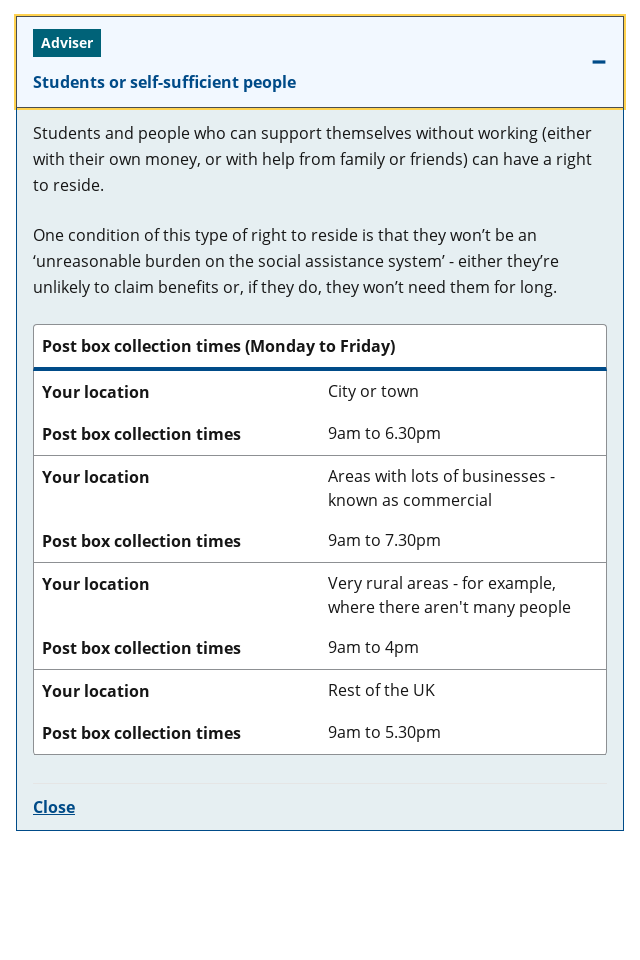 Adviser
Students or self-sufficient people
Students and people who can support themselves without working (either
with their own money, or with help from family or friends) can have a right
to reside.
One condition of this type of right to reside is that they won’t be an
‘unreasonable burden on the social assistance system’ - either they’re
unlikely to claim benefits or, if they do, they won’t need them for long.
Post box collection times (Monday to Friday)
Your location City or town
Post box collection times 9am to 6.30pm
Your location Areas with lots of businesses -
known as commercial
Post box collection times 9am to 7.30pm
Your location Very rural areas - for example,
where there aren't many people
Post box collection times 9am to 4pm
Your location Rest of the UK
Post box collection times 9am to 5.30pm
Close